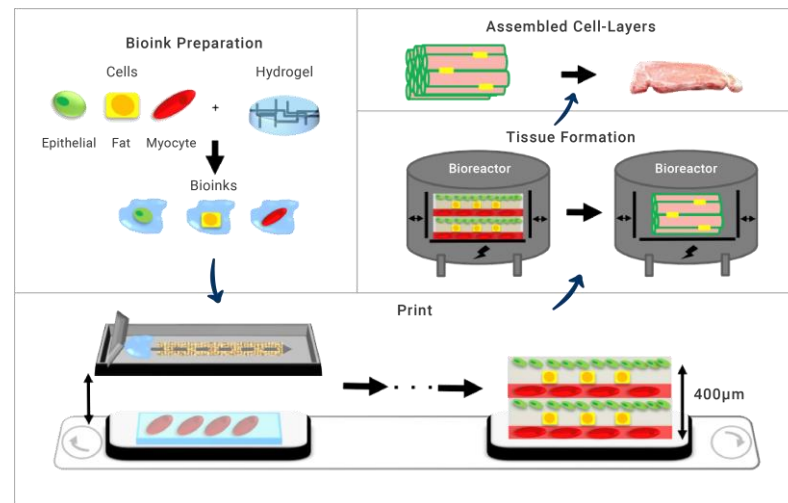 Bioink Preparation
Cells
Hydrogel
+
Epithelial Fat Myocyte
Bioinks
Assembled Cell-Layers
Tissue Formation
Bioreactor
Bioreactor
Print
400μm